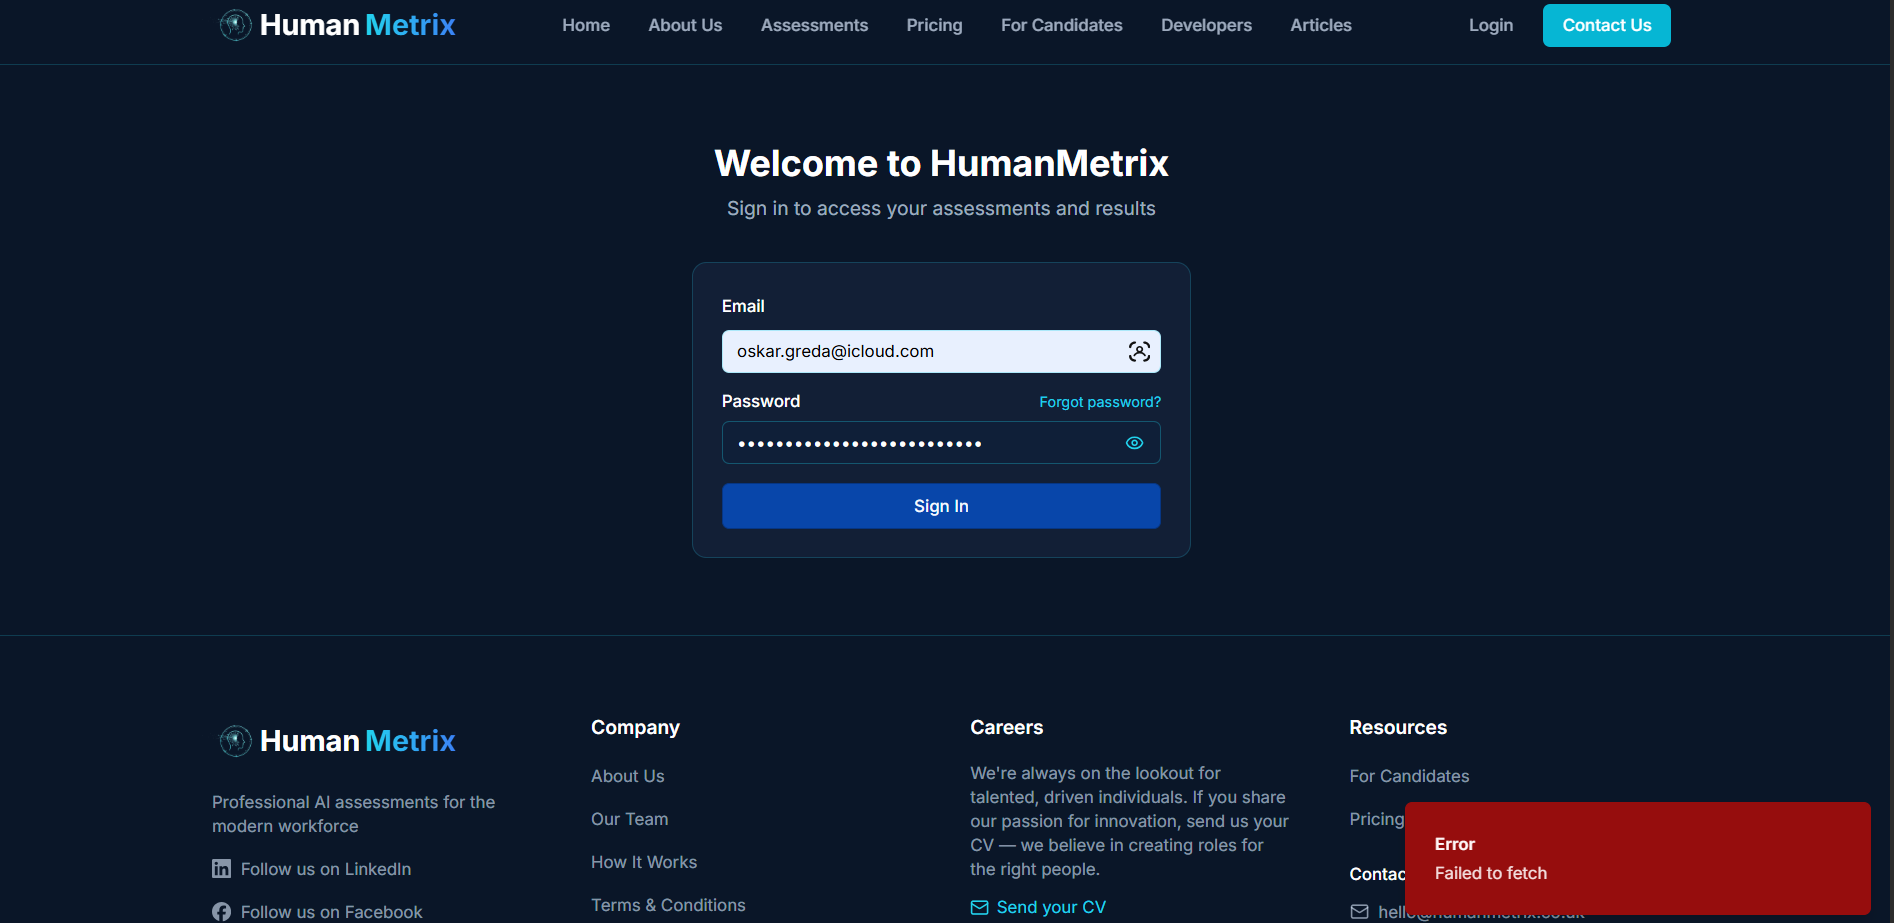 Human Metrix
Home
About Us
Assessments
Pricing
For Candidates
Developers
Articles
Login
Contact Us
Welcome to HumanMetrix
Sign in to access your assessments and results
Email
oskar.greda@icloud.com
Password
Forgot password?
••••••••••••••••••••••••••
Sign In
Human Metrix
Professional AI assessments for the
modern workforce
Follow us on LinkedIn
Follow us on Facebook
Company
About Us
Our Team
How It Works
Terms & Conditions
Careers
We're always on the lookout for
talented, driven individuals. If you share
our passion for innovation, send us your
CV — we believe in creating roles for
the right people.
Send your CV
Resources
For Candidates
Pricing
Contac
Error
Failed to fetch